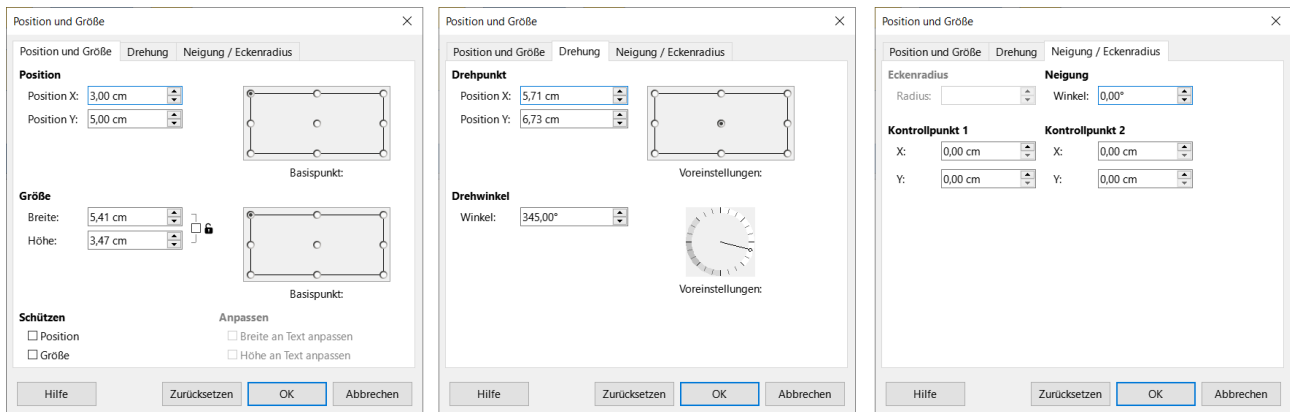 Position und Größe
Position und Größe Drehung Neigung / Eckenradius
Position
Position X: 3,00 cm
Position Y: 5,00 cm
Basispunkt:
Größe
Breite: 5,41 cm
Höhe: 3,47 cm
Basispunkt:
Schützen Anpassen
Position Breite an Text anpassen
Größe Höhe an Text anpassen
Hilfe Zurücksetzen OK Abbrechen
Position und Größe
Position und Größe Drehung Neigung / Eckenradius
Drehpunkt
Position X: 5,71 cm
Position Y: 6,73 cm
Voreinstellungen:
Drehwinkel
Winkel: 345,00°
Voreinstellungen:
Hilfe Zurücksetzen OK Abbrechen
Position und Größe
Position und Größe Drehung Neigung / Eckenradius
Eckenradius Neigung
Radius: Winkel: 0,00°
Kontrollpunkt 1 Kontrollpunkt 2
X: 0,00 cm X: 0,00 cm
Y: 0,00 cm Y: 0,00 cm
Hilfe Zurücksetzen OK Abbrechen